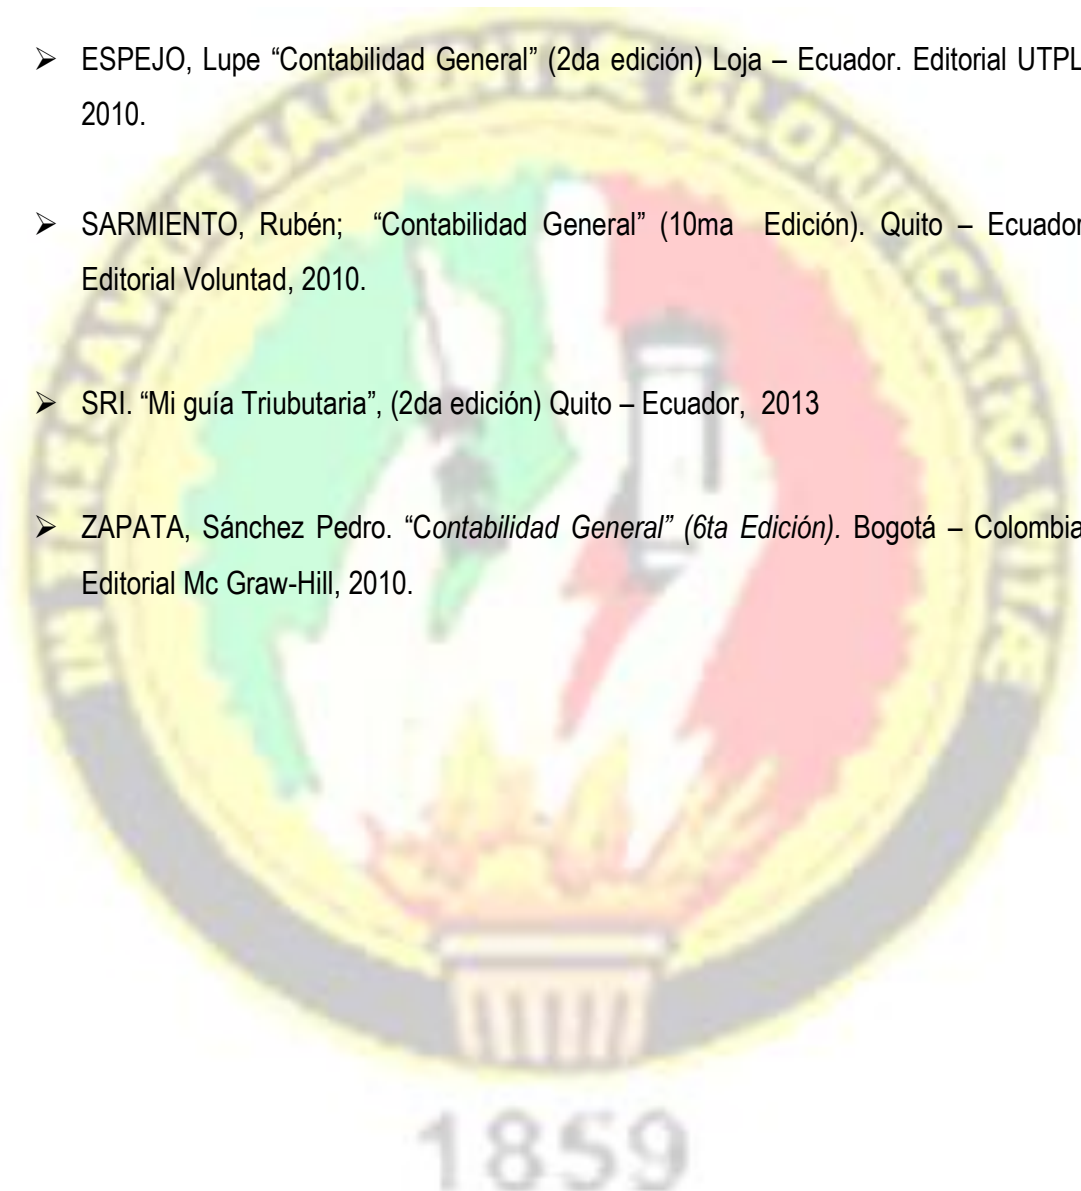 ➢ ESPEJO, Lupe “Contabilidad General” (2da edición) Loja – Ecuador. Editorial UTPL
2010.
➢ SARMIENTO, Rubén; “Contabilidad General” (10ma Edición). Quito – Ecuador
Editorial Voluntad, 2010.
➢ SRI. “Mi guía Triubutaria”, (2da edición) Quito – Ecuador, 2013
➢ ZAPATA, Sánchez Pedro. “Contabilidad General” (6ta Edición). Bogotá – Colombia
Editorial Mc Graw-Hill, 2010.
1859